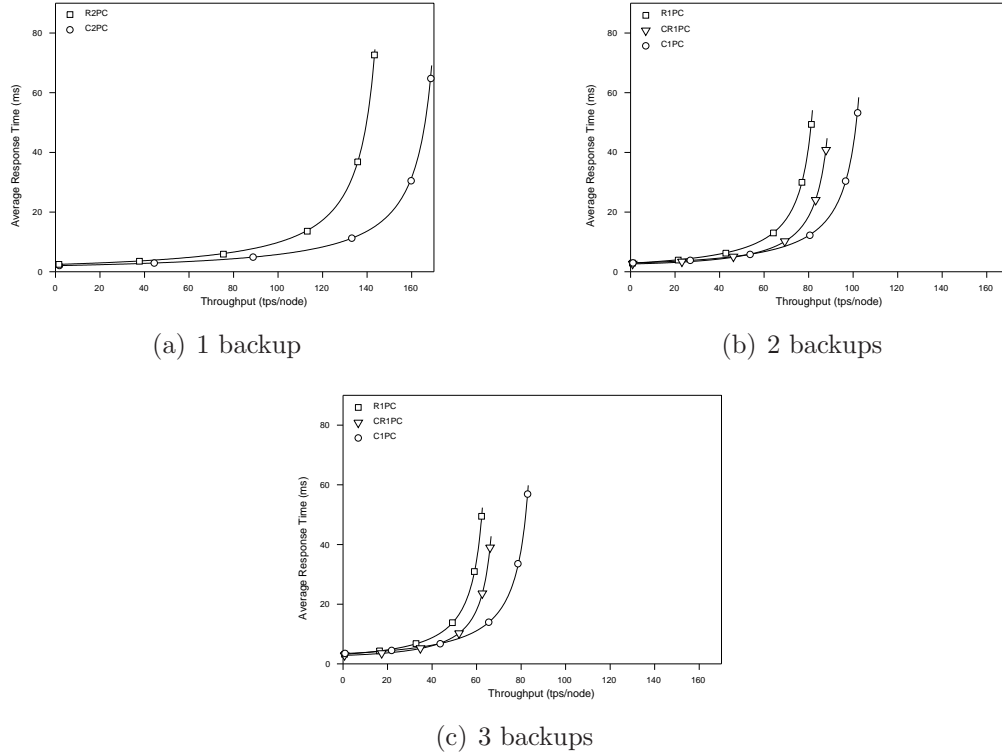 R2PC
C2PC
80
60
40
20
0
Average Response Time (ms)
0 20 40 60 80 100 120 140 160
Throughput (tps/node)
(a) 1 backup
R1PC
CR1PC
C1PC
80
60
40
20
0
Average Response Time (ms)
0 20 40 60 80 100 120 140 160
Throughput (tps/node)
(b) 2 backups
R1PC
CR1PC
C1PC
80
60
40
20
0
Average Response Time (ms)
0 20 40 60 80 100 120 140 160
Throughput (tps/node)
(c) 3 backups